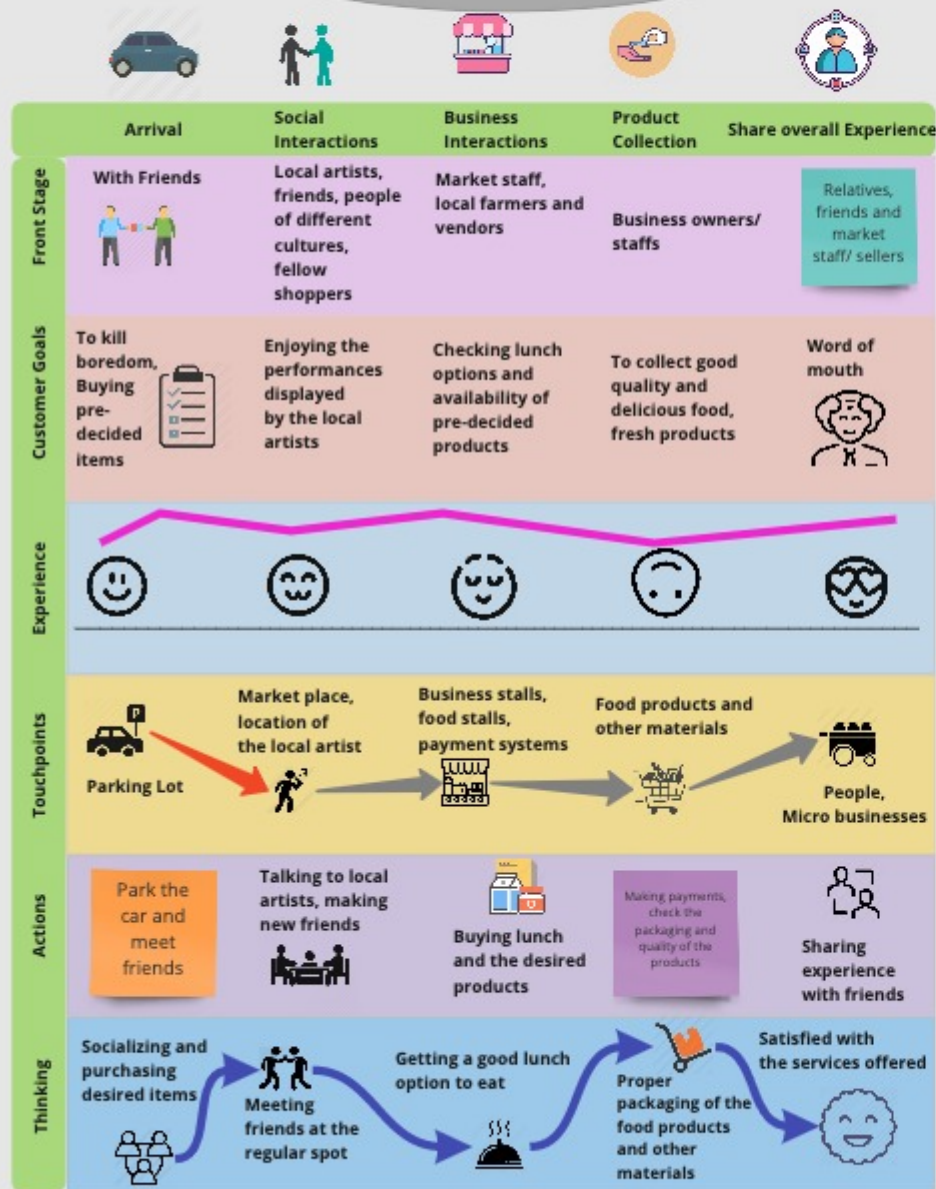 Arrival
Social
Interactions
Business
Interactions
Product
Collection
Share overall Experience
Front Stage
With Friends
Local artists,
friends, people
of different
cultures,
fellow
shoppers
Market staff,
local farmers and
vendors
Business owners/
staffs
Relatives,
friends and
market
staff/ sellers
Customer Goals
To kill
boredom,
Buying
pre-
decided
items
Enjoying the
performances
displayed
by the local
artists
Checking lunch
options and
availability of
pre-decided
products
To collect good
quality and
delicious food,
fresh products
Word of
mouth
Experience
Touchpoints
P
Parking Lot
Market place,
location of
the local artist
Business stalls,
food stalls,
payment systems
Food products and
other materials
People,
Micro businesses
Actions
Park the
car and
meet
friends
Talking to local
artists, making
new friends
Buying lunch
and the desired
products
Making payments,
check the
packaging and
quality of the
products
Sharing
experience
with friends
Thinking
Socializing and
purchasing
desired items
Meeting
friends at the
regular spot
Getting a good lunch
option to eat
Proper
packaging of the
food products
and other
materials
Satisfied with
the services offered